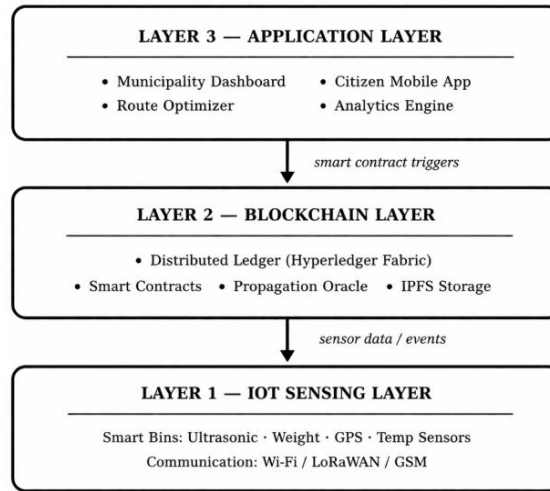 LAYER 3 — APPLICATION LAYER
• Municipality Dashboard • Citizen Mobile App
• Route Optimizer • Analytics Engine
smart contract triggers
LAYER 2 — BLOCKCHAIN LAYER
• Distributed Ledger (Hyperledger Fabric)
• Smart Contracts • Propagation Oracle • IPFS Storage
sensor data / events
LAYER 1 — IOT SENSING LAYER
Smart Bins: Ultrasonic · Weight · GPS · Temp Sensors
Communication: Wi-Fi / LoRaWAN / GSM